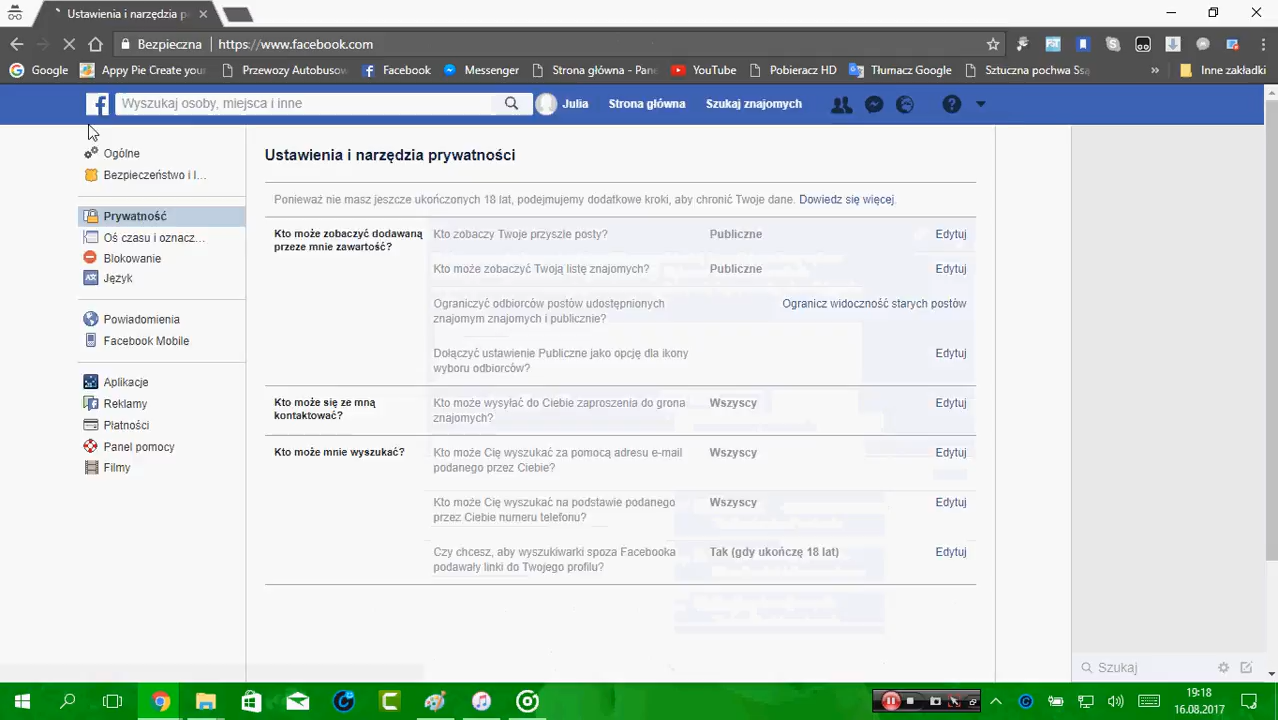 Ustawienia i narzędzia p
Bezpieczna | https://www.facebook.com
Google Appy Pie Create your Przewozy Autobusow Facebook Messenger Strona główna - Pane YouTube Pobieracz HD Tłumacz Google Sztuczna pochwa Są » Inne zakładki
Wyszukaj osoby, miejsca i inne Julia Strona główna Szukaj znajomych
Ogólne
Bezpieczeństwo i l...
Prywatność
Oś czasu i oznacz...
Blokowanie
Język
Powiadomienia
Facebook Mobile
Aplikacje
Reklamy
Płatności
Panel pomocy
Filmy
Ustawienia i narzędzia prywatności
Ponieważ nie masz jeszcze ukończonych 18 lat, podejmujemy dodatkowe kroki, aby chronić Twoje dane. Dowiedz się więcej.
Kto może zobaczyć dodawaną
przeze mnie zawartość?
Kto zobaczy Twoje przyszłe posty? Publiczne Edytuj
Kto może zobaczyć Twoją listę znajomych? Publiczne Edytuj
Ograniczyć odbiorców postów udostępnionych
znajomym znajomych i publicznie?
Ogranicz widoczność starych postów
Dołączyć ustawienie Publiczne jako opcję dla ikony
wyboru odbiorców?
Edytuj
Kto może się ze mną
kontaktować?
Kto może wysyłać do Ciebie zaproszenia do grona
znajomych?
Wszyscy Edytuj
Kto może mnie wyszukać?
Kto może Cię wyszukać za pomocą adresu e-mail
podanego przez Ciebie?
Wszyscy Edytuj
Kto może Cię wyszukać na podstawie podanego
przez Ciebie numeru telefonu?
Wszyscy Edytuj
Czy chcesz, aby wyszukiwarki spoza Facebooka
podawały linki do Twojego profilu?
Tak (gdy ukończę 18 lat) Edytuj
Szukaj
19:18
16.08.2017